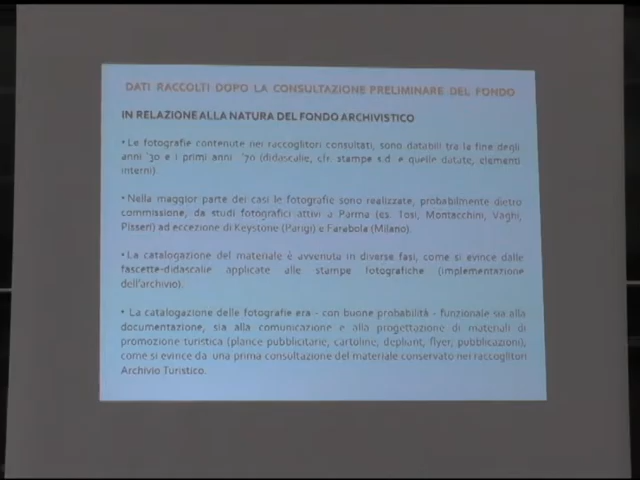 DATI RACCOLTI DOPO LA CONSULTAZIONE PRELIMINARE DEL FONDO
IN RELAZIONE ALLA NATURA DEL FONDO ARCHIVISTICO
• Le fotografie contenute nei raccoglitori consultati, sono databili tra la fine degli
anni '30 e i primi anni '70 (didascalie, cfr. stampe s.d. e quelle datate, elementi
interni)
• Nella maggior parte dei casi le fotografie sono realizzate, probabilmente dietro
commissione, da studi fotografici attivi a Parma (es. Tosi, Montacchini, Vaghi,
Pisseri) ad eccezione di Keystone (Parigi) e Farabola (Milano).
• La catalogazione del materiale è avvenuta in diverse fasi, come si evince dalle
fascette-didascalie applicate alle stampe fotografiche (implementazione
dell'archivio).
• La catalogazione delle fotografie era - con buone probabilità - funzionale sia alla
documentazione, sia alla comunicazione e alla progettazione di materiali di
promozione turistica (plance pubblicitarie, cartoline, depliant, flyer, pubblicazioni),
come si evince da una prima consultazione del materiale conservato nei raccoglitori
Archivio Turistico.